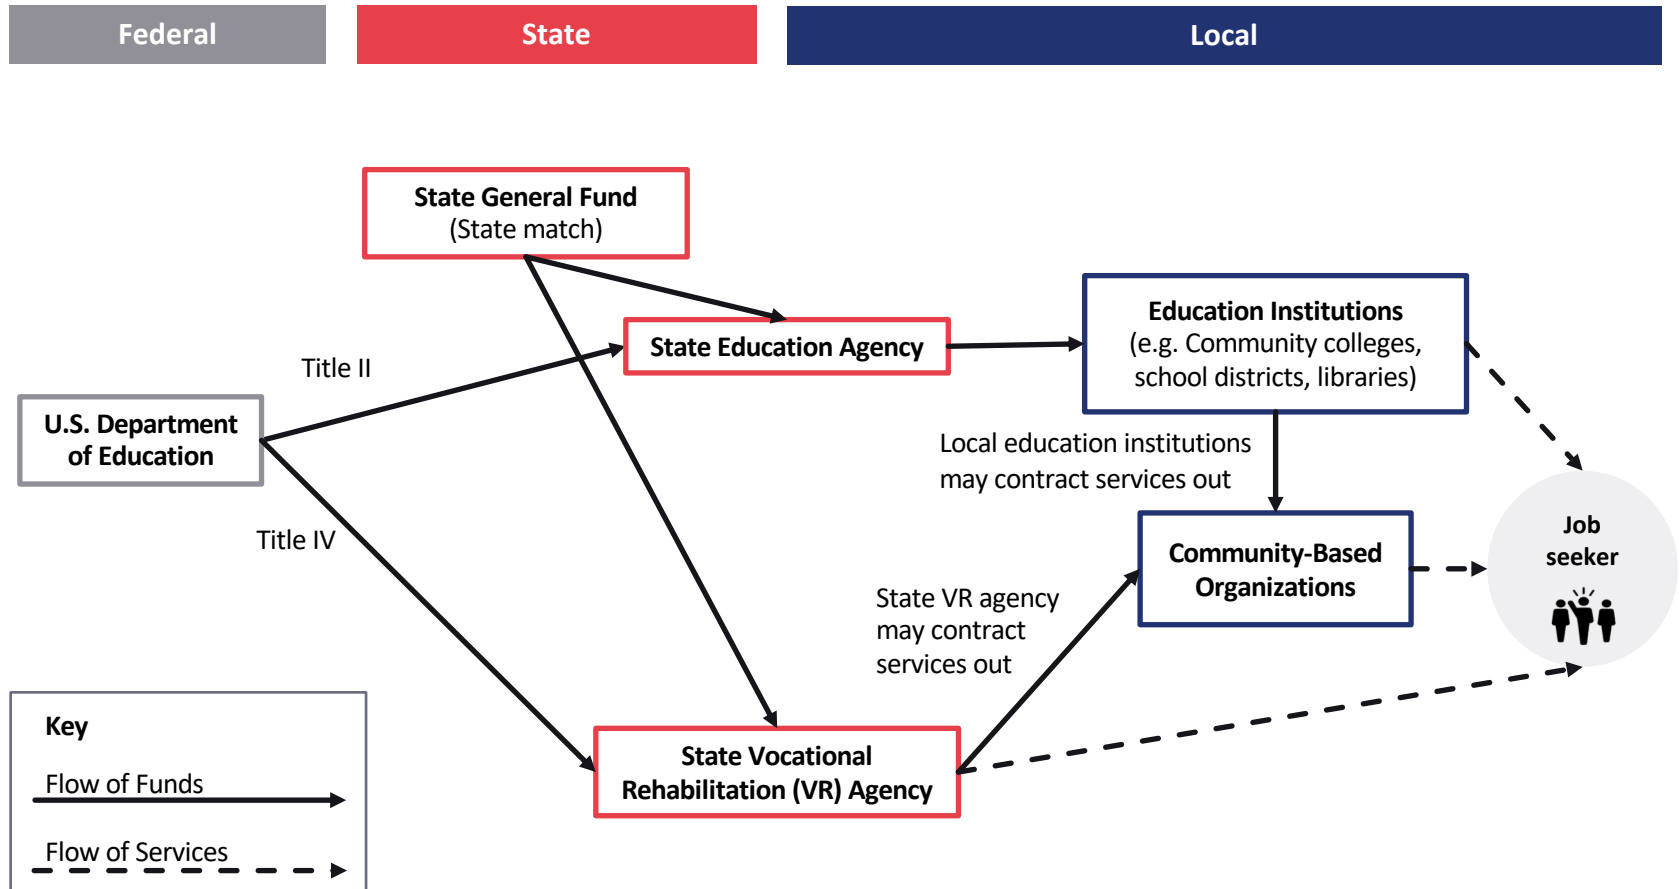 Federal
State
Local
State General Fund
(State match)
Education Institutions
(e.g. Community colleges,
school districts, libraries)
State Education Agency
Title II
U.S. Department
of Education
Local education institutions
may contract services out
Title IV
Community-Based
Organizations
Job
seeker
State VR agency
may contract
services out
State Vocational
Rehabilitation (VR) Agency
Key
Flow of Funds
Flow of Services